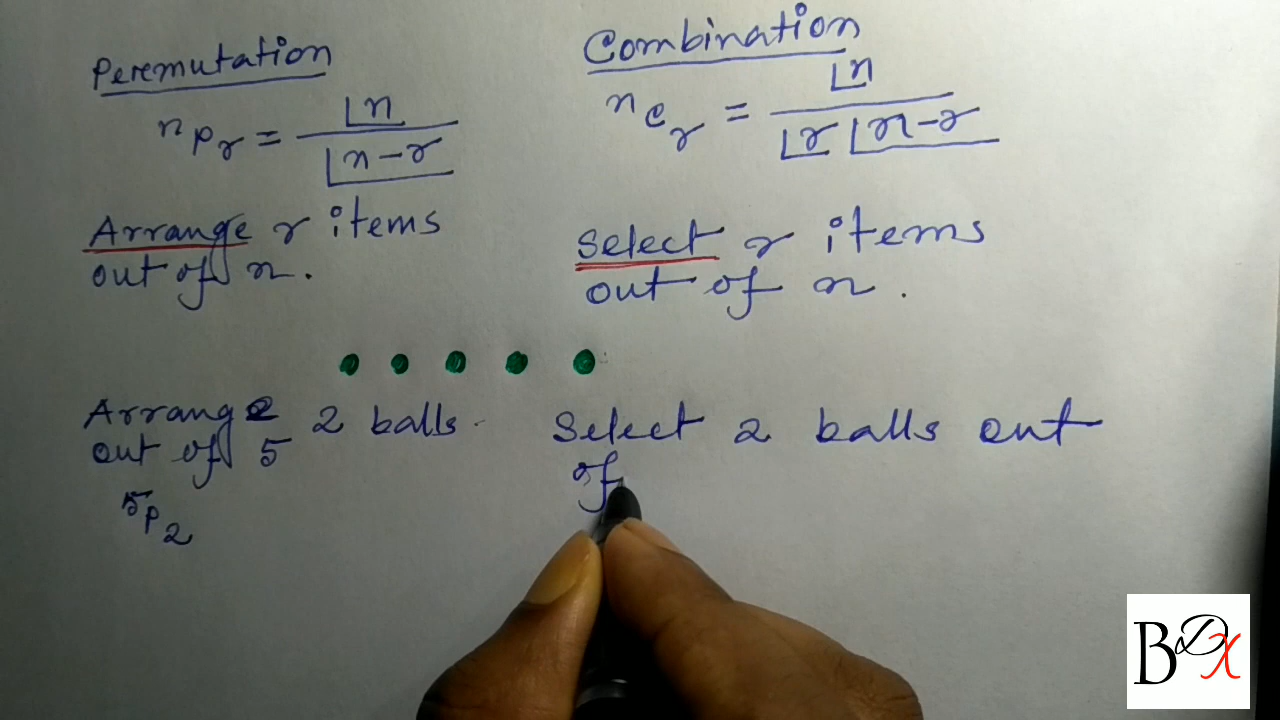 Peremutation
nPr = ⌊n / ⌊n-r
Arrange r items
out of n.
Combination
nCr = ⌊n / ⌊r ⌊n-r
Select r items
out of n.
Arrange 2 balls.
out of 5
5P2
Select 2 balls out
of
BDX